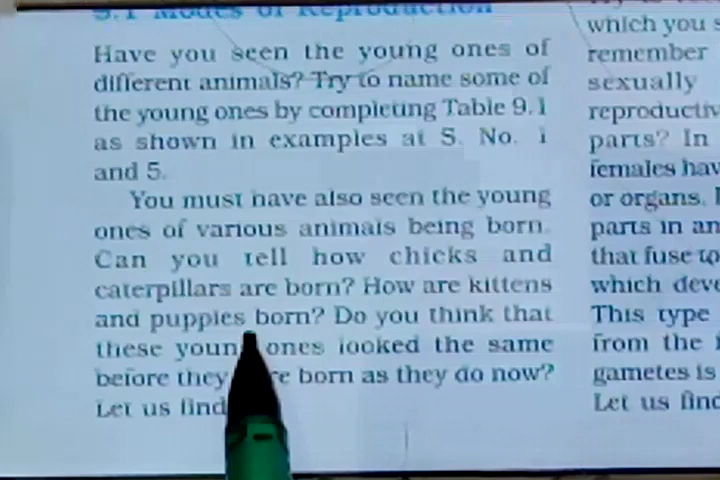 9.1 Modes of Reproduction
Have you seen the young ones of
different animals? Try to name some of
the young ones by completing Table 9.1
as shown in examples at S. No. 1
and 5.
You must have also seen the young
ones of various animals being born.
Can you tell how chicks and
caterpillars are born? How are kittens
and puppies born? Do you think that
these young ones looked the same
before they born as they do now?
Let us find
which you
remember
sexually
parts? In
females
or organs.
parts in
that fuse to
which
This type
from the
gametes is
Let us find